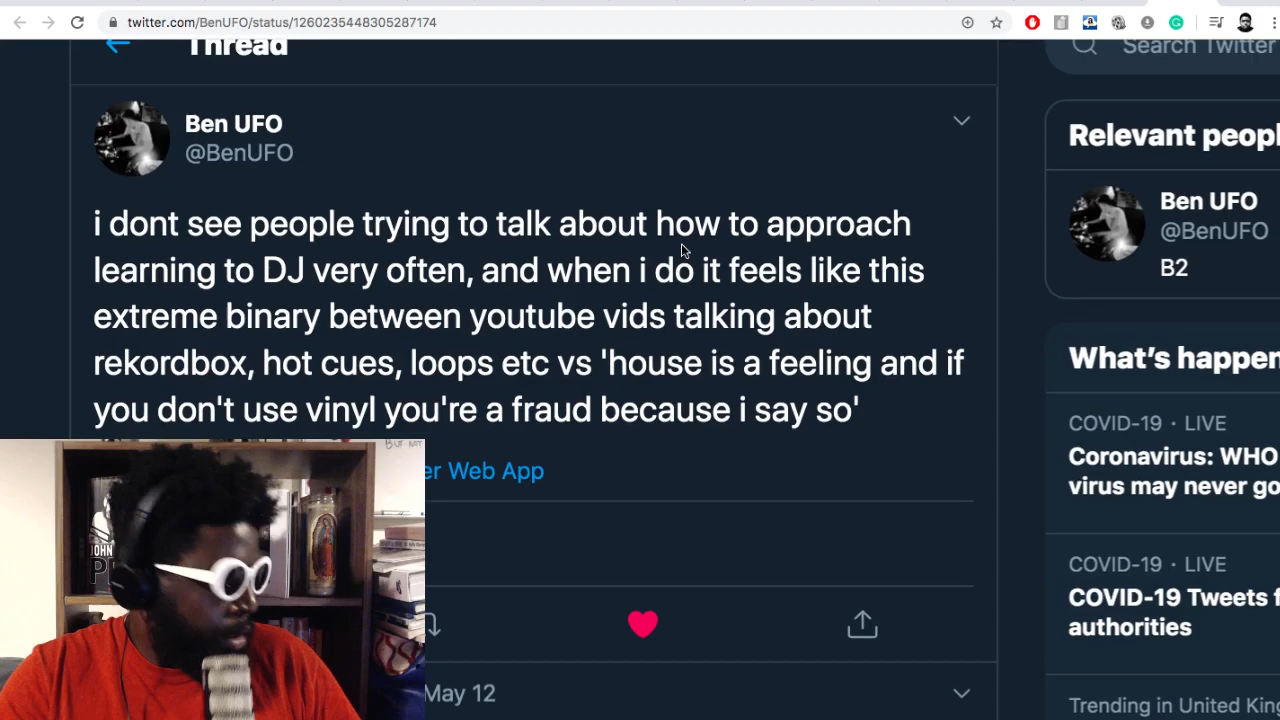 twitter.com/BenUFO/status/1260235448305287174
Thread
Search Twitter
Ben UFO
@BenUFO
i dont see people trying to talk about how to approach
learning to DJ very often, and when i do it feels like this
extreme binary between youtube vids talking about
rekordbox, hot cues, loops etc vs 'house is a feeling and if
you don't use vinyl you're a fraud because i say so'
er Web App
May 12
Relevant peopl
Ben UFO
@BenUFO
B2
What's happen
COVID-19 · LIVE
Coronavirus: WHO
virus may never go
COVID-19 · LIVE
COVID-19 Tweets f
authorities
Trending in United King
BUT NOT
JOHN